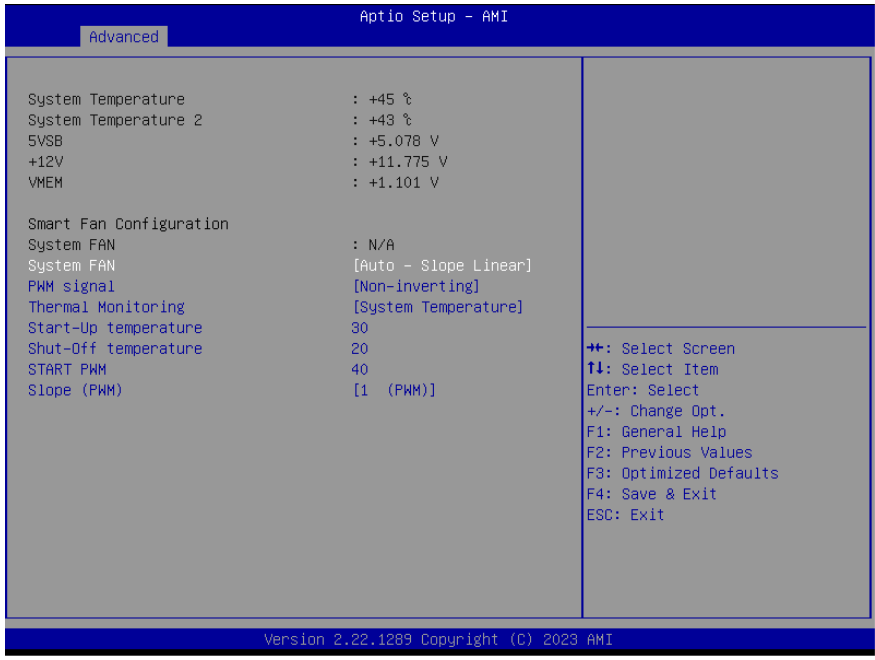 Aptio Setup – AMI
Advanced
System Temperature : +45 ℃
System Temperature 2 : +43 ℃
5VSB : +5.078 V
+12V : +11.775 V
VMEM : +1.101 V
Smart Fan Configuration
System FAN : N/A
System FAN [Auto – Slope Linear]
PWM signal [Non-inverting]
Thermal Monitoring [System Temperature]
Start-Up temperature 30
Shut-Off temperature 20
START PWM 40
Slope (PWM) [1 (PWM)]
→←: Select Screen
↑↓: Select Item
Enter: Select
+/-: Change Opt.
F1: General Help
F2: Previous Values
F3: Optimized Defaults
F4: Save & Exit
ESC: Exit
Version 2.22.1289 Copyright (C) 2023 AMI